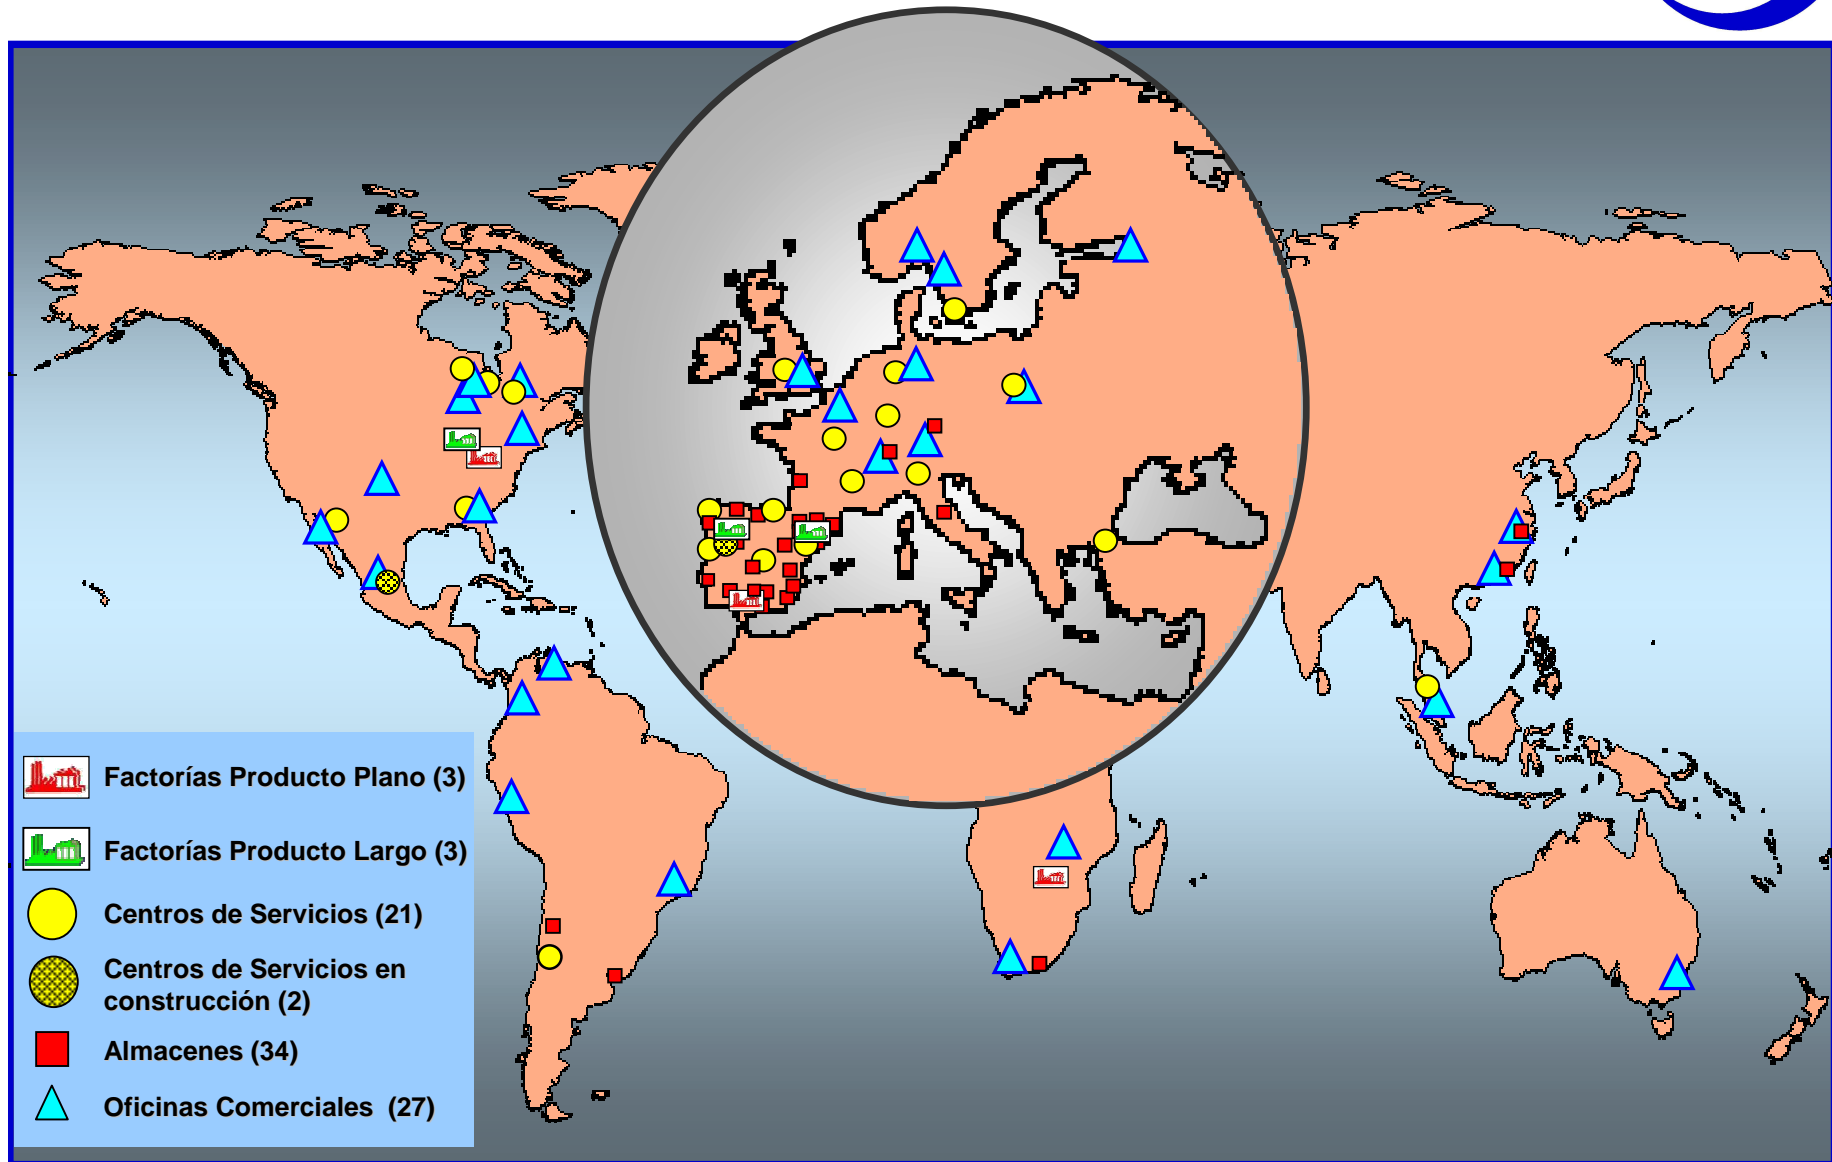 Factorías Producto Plano (3)
Factorías Producto Largo (3)
Centros de Servicios (21)
Centros de Servicios en
construcción (2)
Almacenes (34)
Oficinas Comerciales (27)